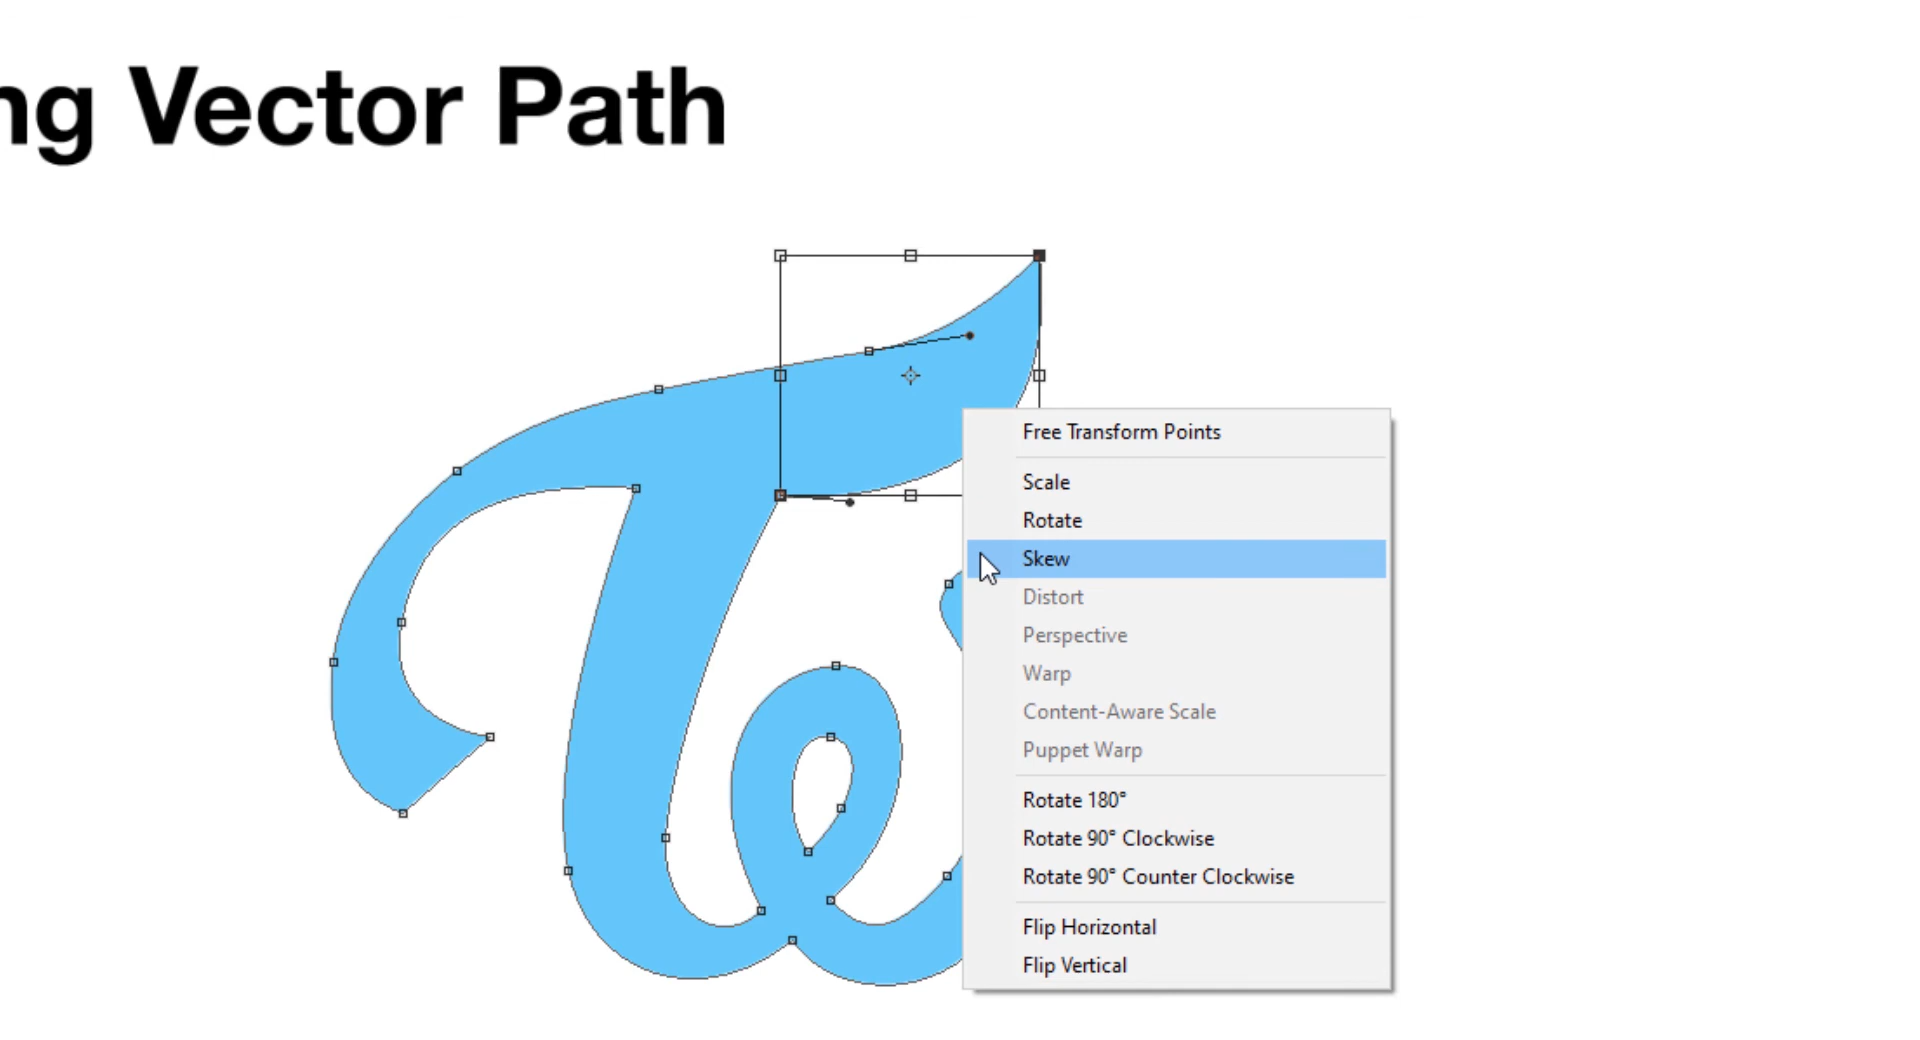 ng Vector Path
Free Transform Points
Scale
Rotate
Skew
Distort
Perspective
Warp
Content-Aware Scale
Puppet Warp
Rotate 180°
Rotate 90° Clockwise
Rotate 90° Counter Clockwise
Flip Horizontal
Flip Vertical